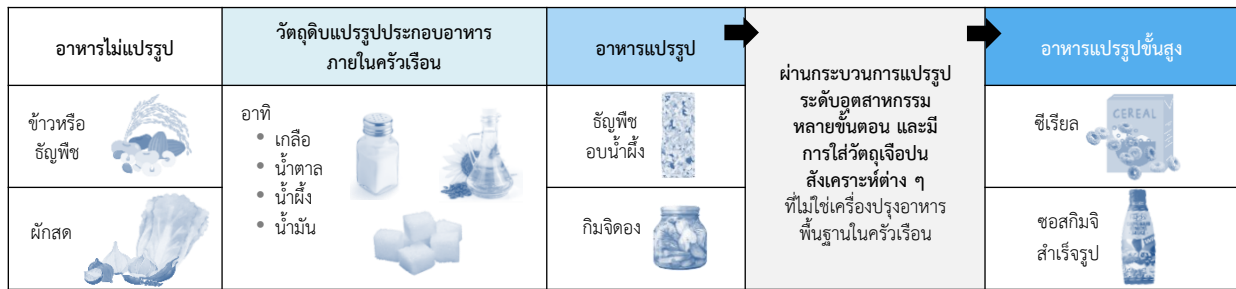 อาหารไม่แปรรูป
วัตถุดิบแปรรูปประกอบอาหาร
ภายในครัวเรือน
อาหารแปรรูป
ผ่านกระบวนการแปรรูป
ระดับอุตสาหกรรม
หลายขั้นตอน และมี
การใส่วัตถุเจือปน
สังเคราะห์ต่าง ๆ
ที่ไม่ใช่เครื่องปรุงอาหาร
พื้นฐานในครัวเรือน
อาหารแปรรูปขั้นสูง
ข้าวหรือ
ธัญพืช
อาทิ
• เกลือ
• น้ำตาล
• น้ำผึ้ง
• น้ำมัน
ธัญพืช
อบน้ำผึ้ง
ซีเรียล
CEREAL
ผักสด
กิมจิดอง
ซอสกิมจิ
สำเร็จรูป